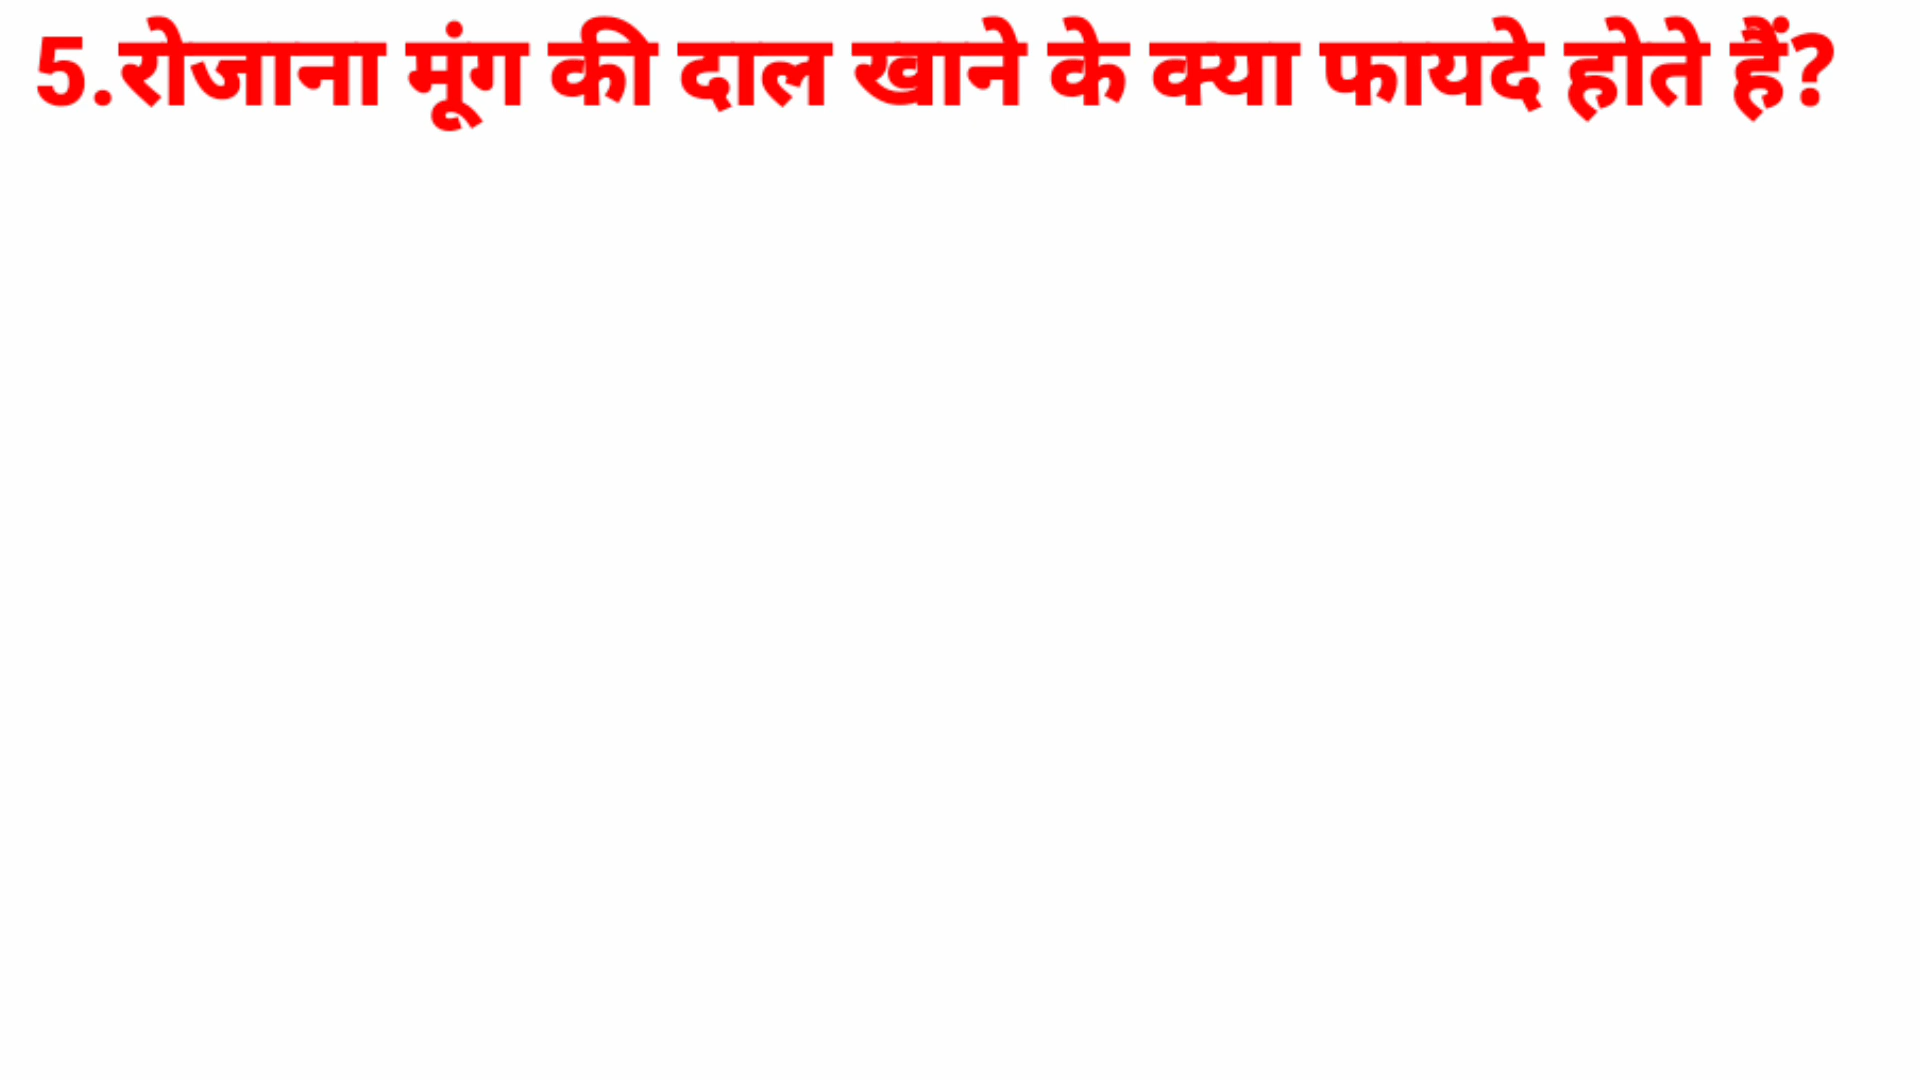 5.रोजाना मूंग की दाल खाने के क्या फायदे होते हैं?